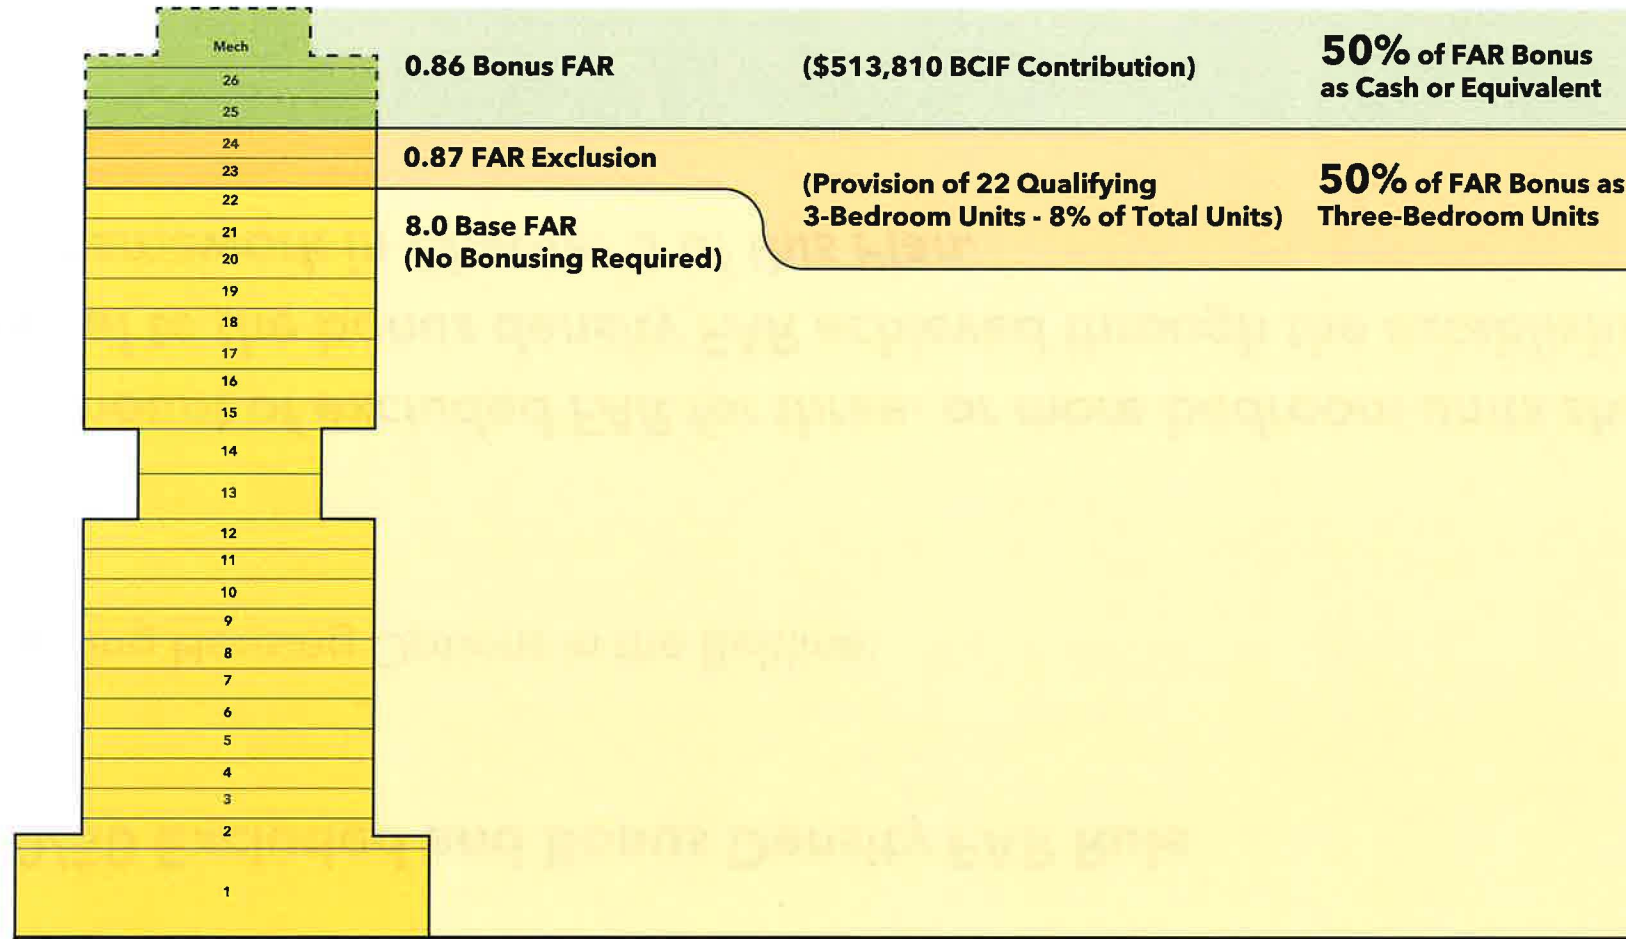 Mech
0.86 Bonus FAR
($513,810 BCIF Contribution)
50% of FAR Bonus
as Cash or Equivalent
26
25
24
23
0.87 FAR Exclusion
(Provision of 22 Qualifying
3-Bedroom Units - 8% of Total Units)
50% of FAR Bonus as
Three-Bedroom Units
22
21
20
8.0 Base FAR
(No Bonusing Required)
19
18
17
16
15
14
13
12
11
10
9
8
7
6
5
4
3
2
1